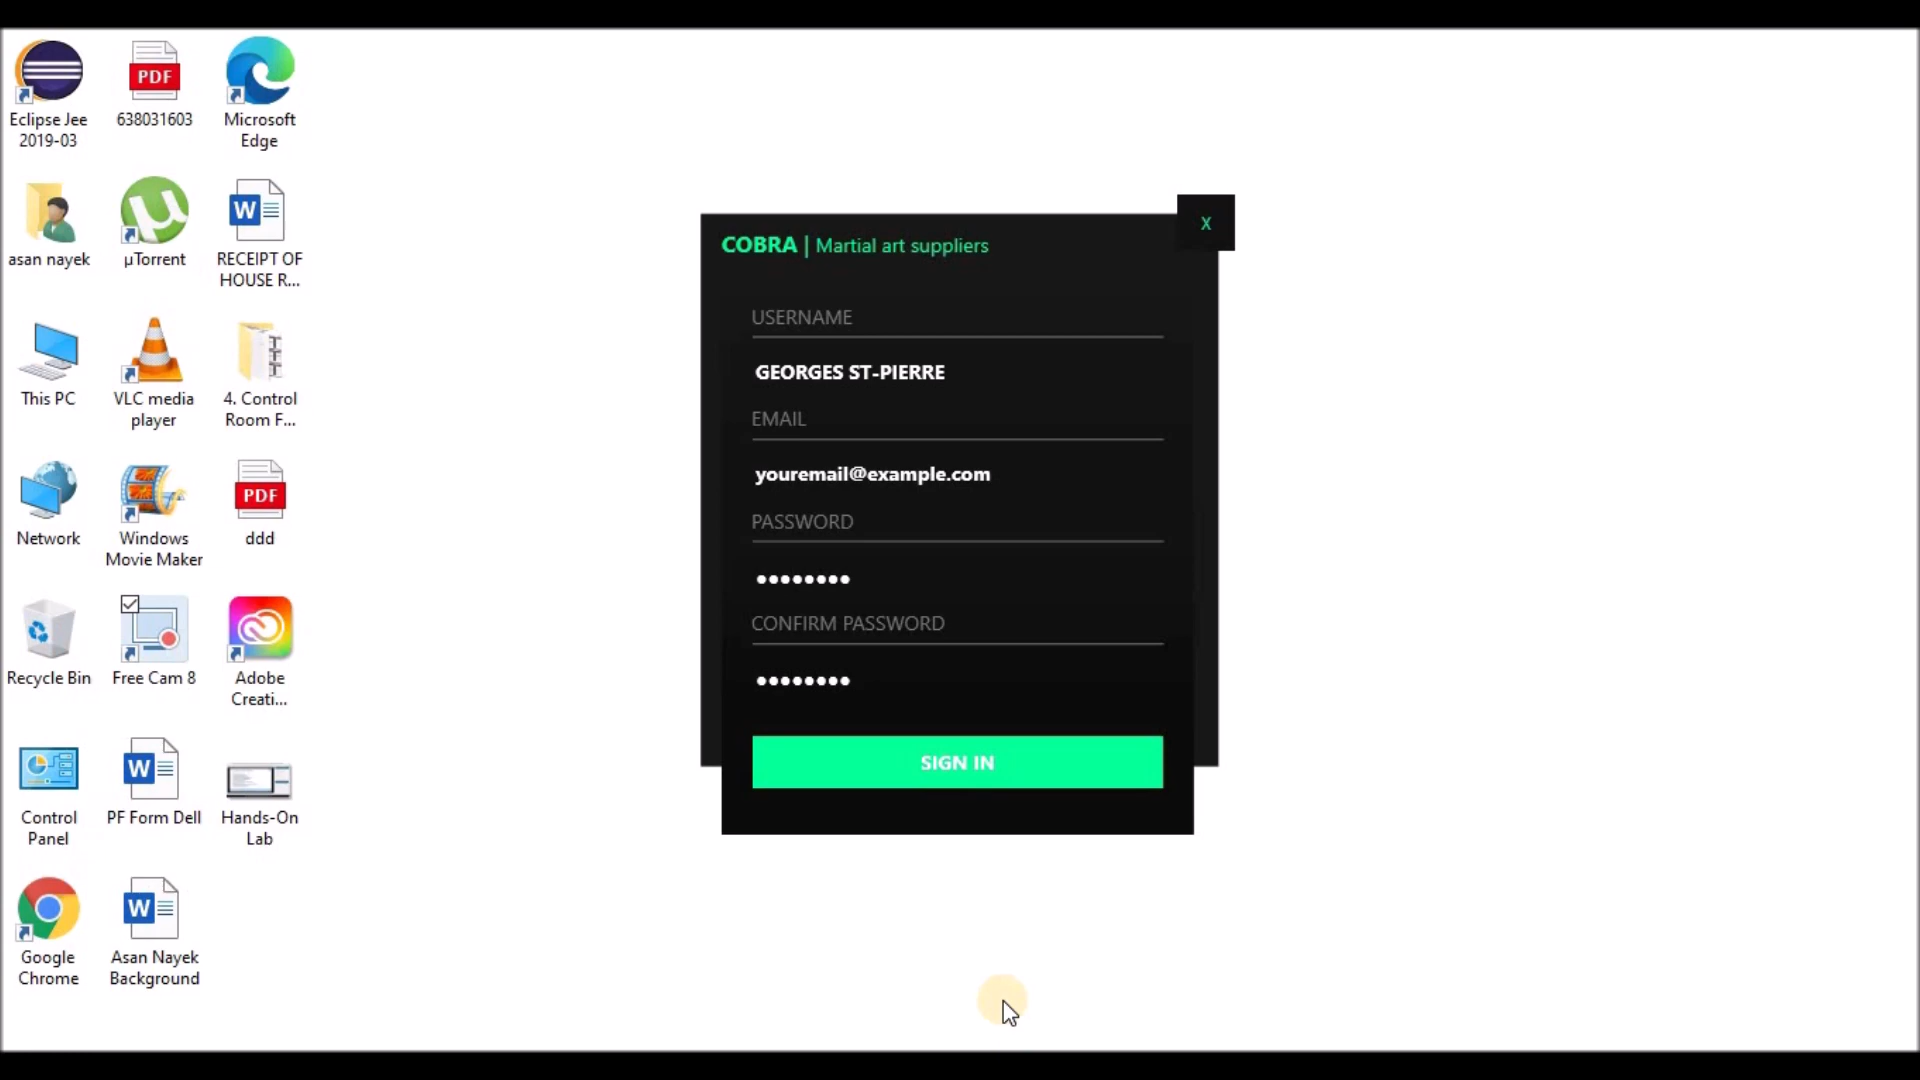 Eclipse Jee
2019-03
PDF
638031603
Microsoft
Edge
asan nayek
µ
µTorrent
W
RECEIPT OF
HOUSE R...
This PC
VLC media
player
4. Control
Room F...
Network
Windows
Movie Maker
PDF
ddd
Recycle Bin
Free Cam 8
Adobe
Creati...
Control
Panel
W
PF Form Dell
Hands-On
Lab
Google
Chrome
W
Asan Nayek
Background
X
COBRA | Martial art suppliers
USERNAME
GEORGES ST-PIERRE
EMAIL
youremail@example.com
PASSWORD
••••••••
CONFIRM PASSWORD
••••••••
SIGN IN